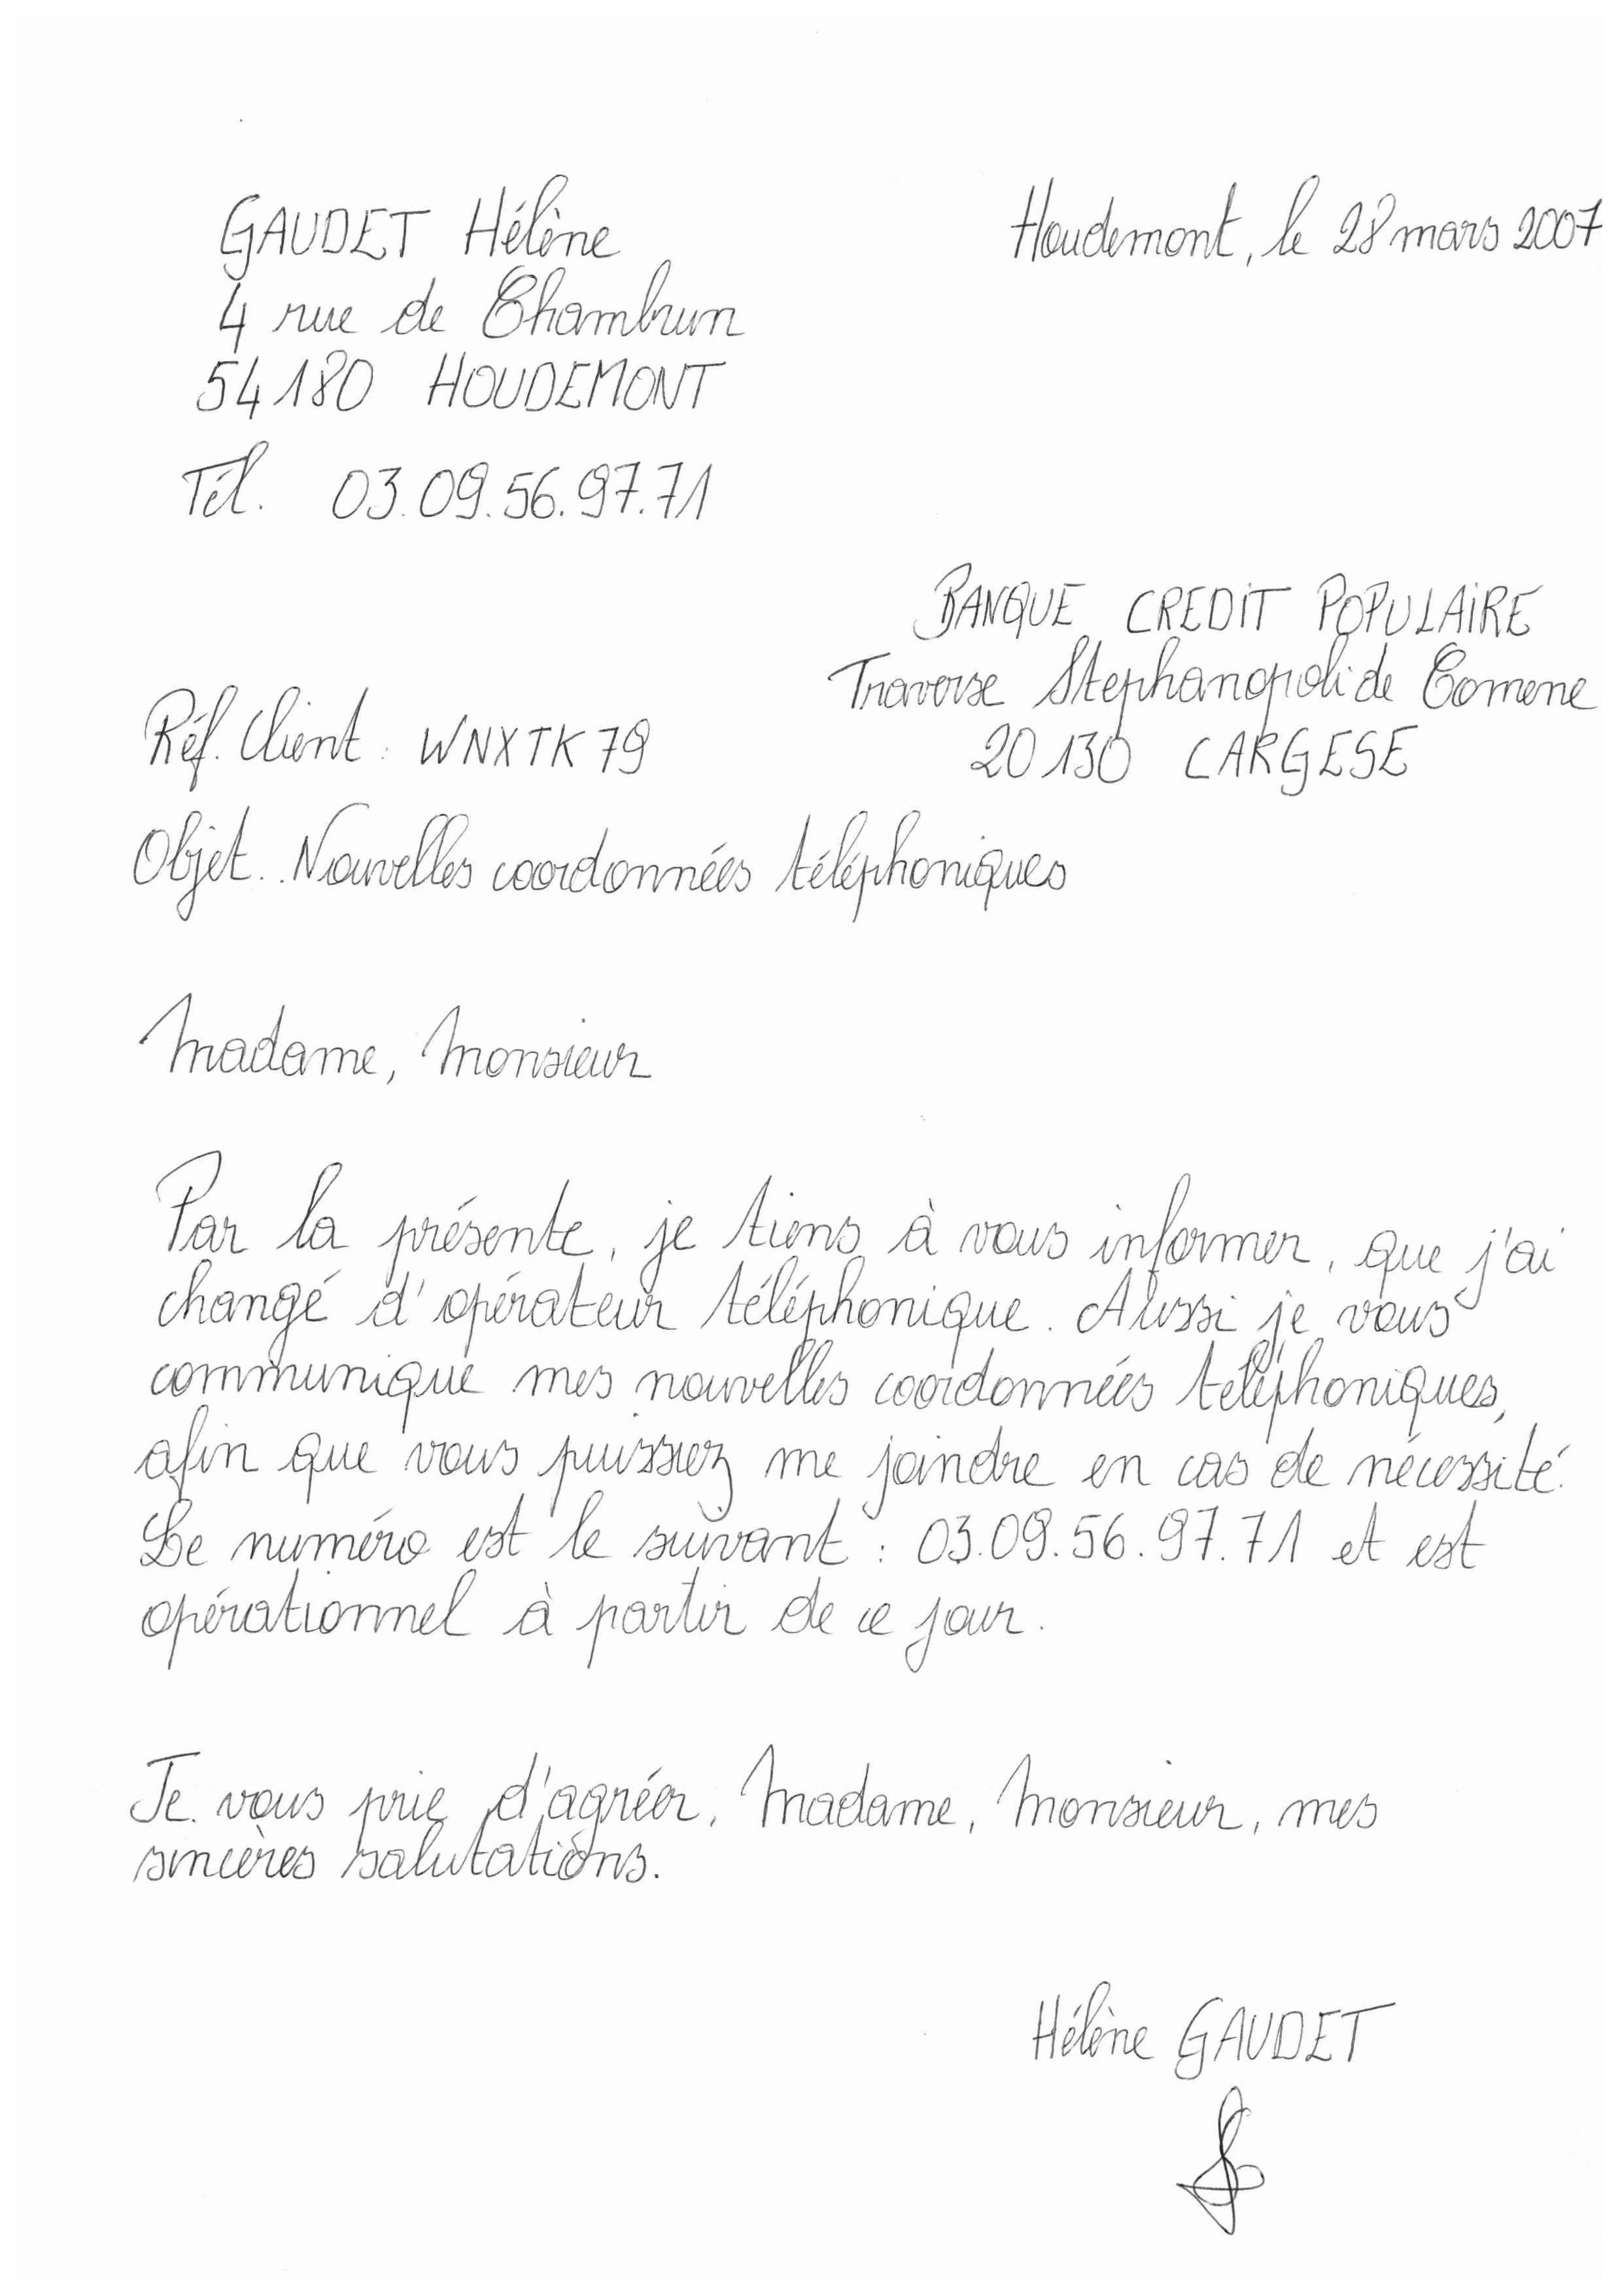 GAUDET Hélène
Houdemont, le 28 mars 2007
4 rue de Chambrun
54180 HOUDEMONT
Tél. 03.09.56.97.71
BANQUE CREDIT POPULAIRE
Traverse Stephanopoli de Comene
20130 CARGESE
Réf. Client : WNXTK79
Objet : Nouvelles coordonnées téléphoniques
Madame, Monsieur
Par la présente, je tiens à vous informer, que j'ai
changé d'opérateur téléphonique. Aussi je vous
communique mes nouvelles coordonnées téléphoniques,
afin que vous puissiez me joindre en cas de nécessité.
Le numéro est le suivant : 03.09.56.97.71 et est
opérationnel à partir de ce jour.
Je vous prie d'agréer, Madame, Monsieur, mes
sincères salutations.
Hélène GAUDET